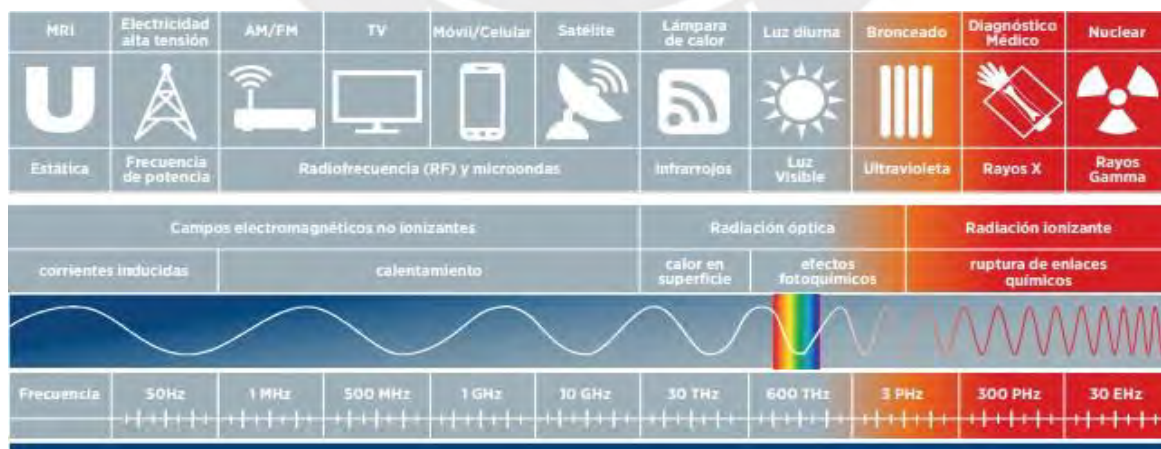 MRI
Electricidad
alta tensión
AM/FM
TV
Móvil/Celular
Satélite
Lámpara
de calor
Luz diurna
Bronceado
Diagnóstico
Médico
Nuclear
Estática
Frecuencia
de potencia
Radiofrecuencia (RF) y microondas
Infrarrojos
Luz
Visible
Ultravioleta
Rayos X
Rayos
Gamma
Campos electromagnéticos no ionizantes
Radiación óptica
Radiación ionizante
corrientes inducidas
calentamiento
calor en
superficie
efectos
fotoquímicos
ruptura de enlaces
químicos
Frecuencia
50Hz
1 MHz
500 MHz
1 GHz
10 GHz
30 THz
600 THz
3 PHz
300 PHz
30 EHz